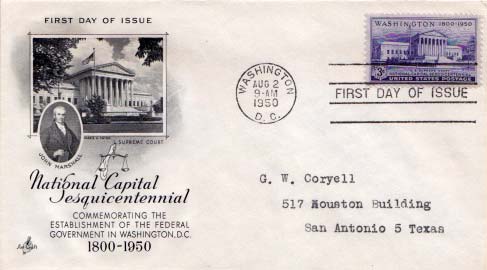 FIRST DAY OF ISSUE
SUPREME COURT
JOHN MARSHALL
National Capital
Sesquicentennial
COMMEMORATING THE
ESTABLISHMENT OF THE FEDERAL
GOVERNMENT IN WASHINGTON, D.C.
1800-1950
WASHINGTON
AUG 2
9-AM
1950
D. C.
WASHINGTON 1800-1950
3¢
UNITED STATES POSTAGE
FIRST DAY OF ISSUE
G. W. Coryell
517 Houston Building
San Antonio 5 Texas